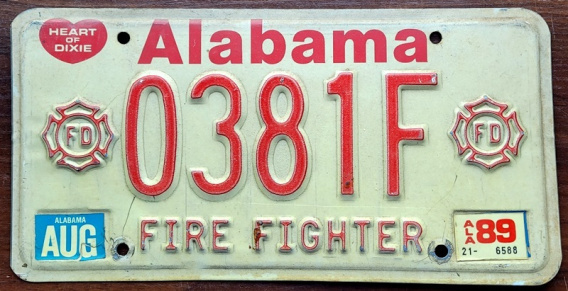 HEART
OF
DIXIE
Alabama
0381F
FD
FD
ALABAMA
AUG
FIRE FIGHTER
ALA 89
21- 6588